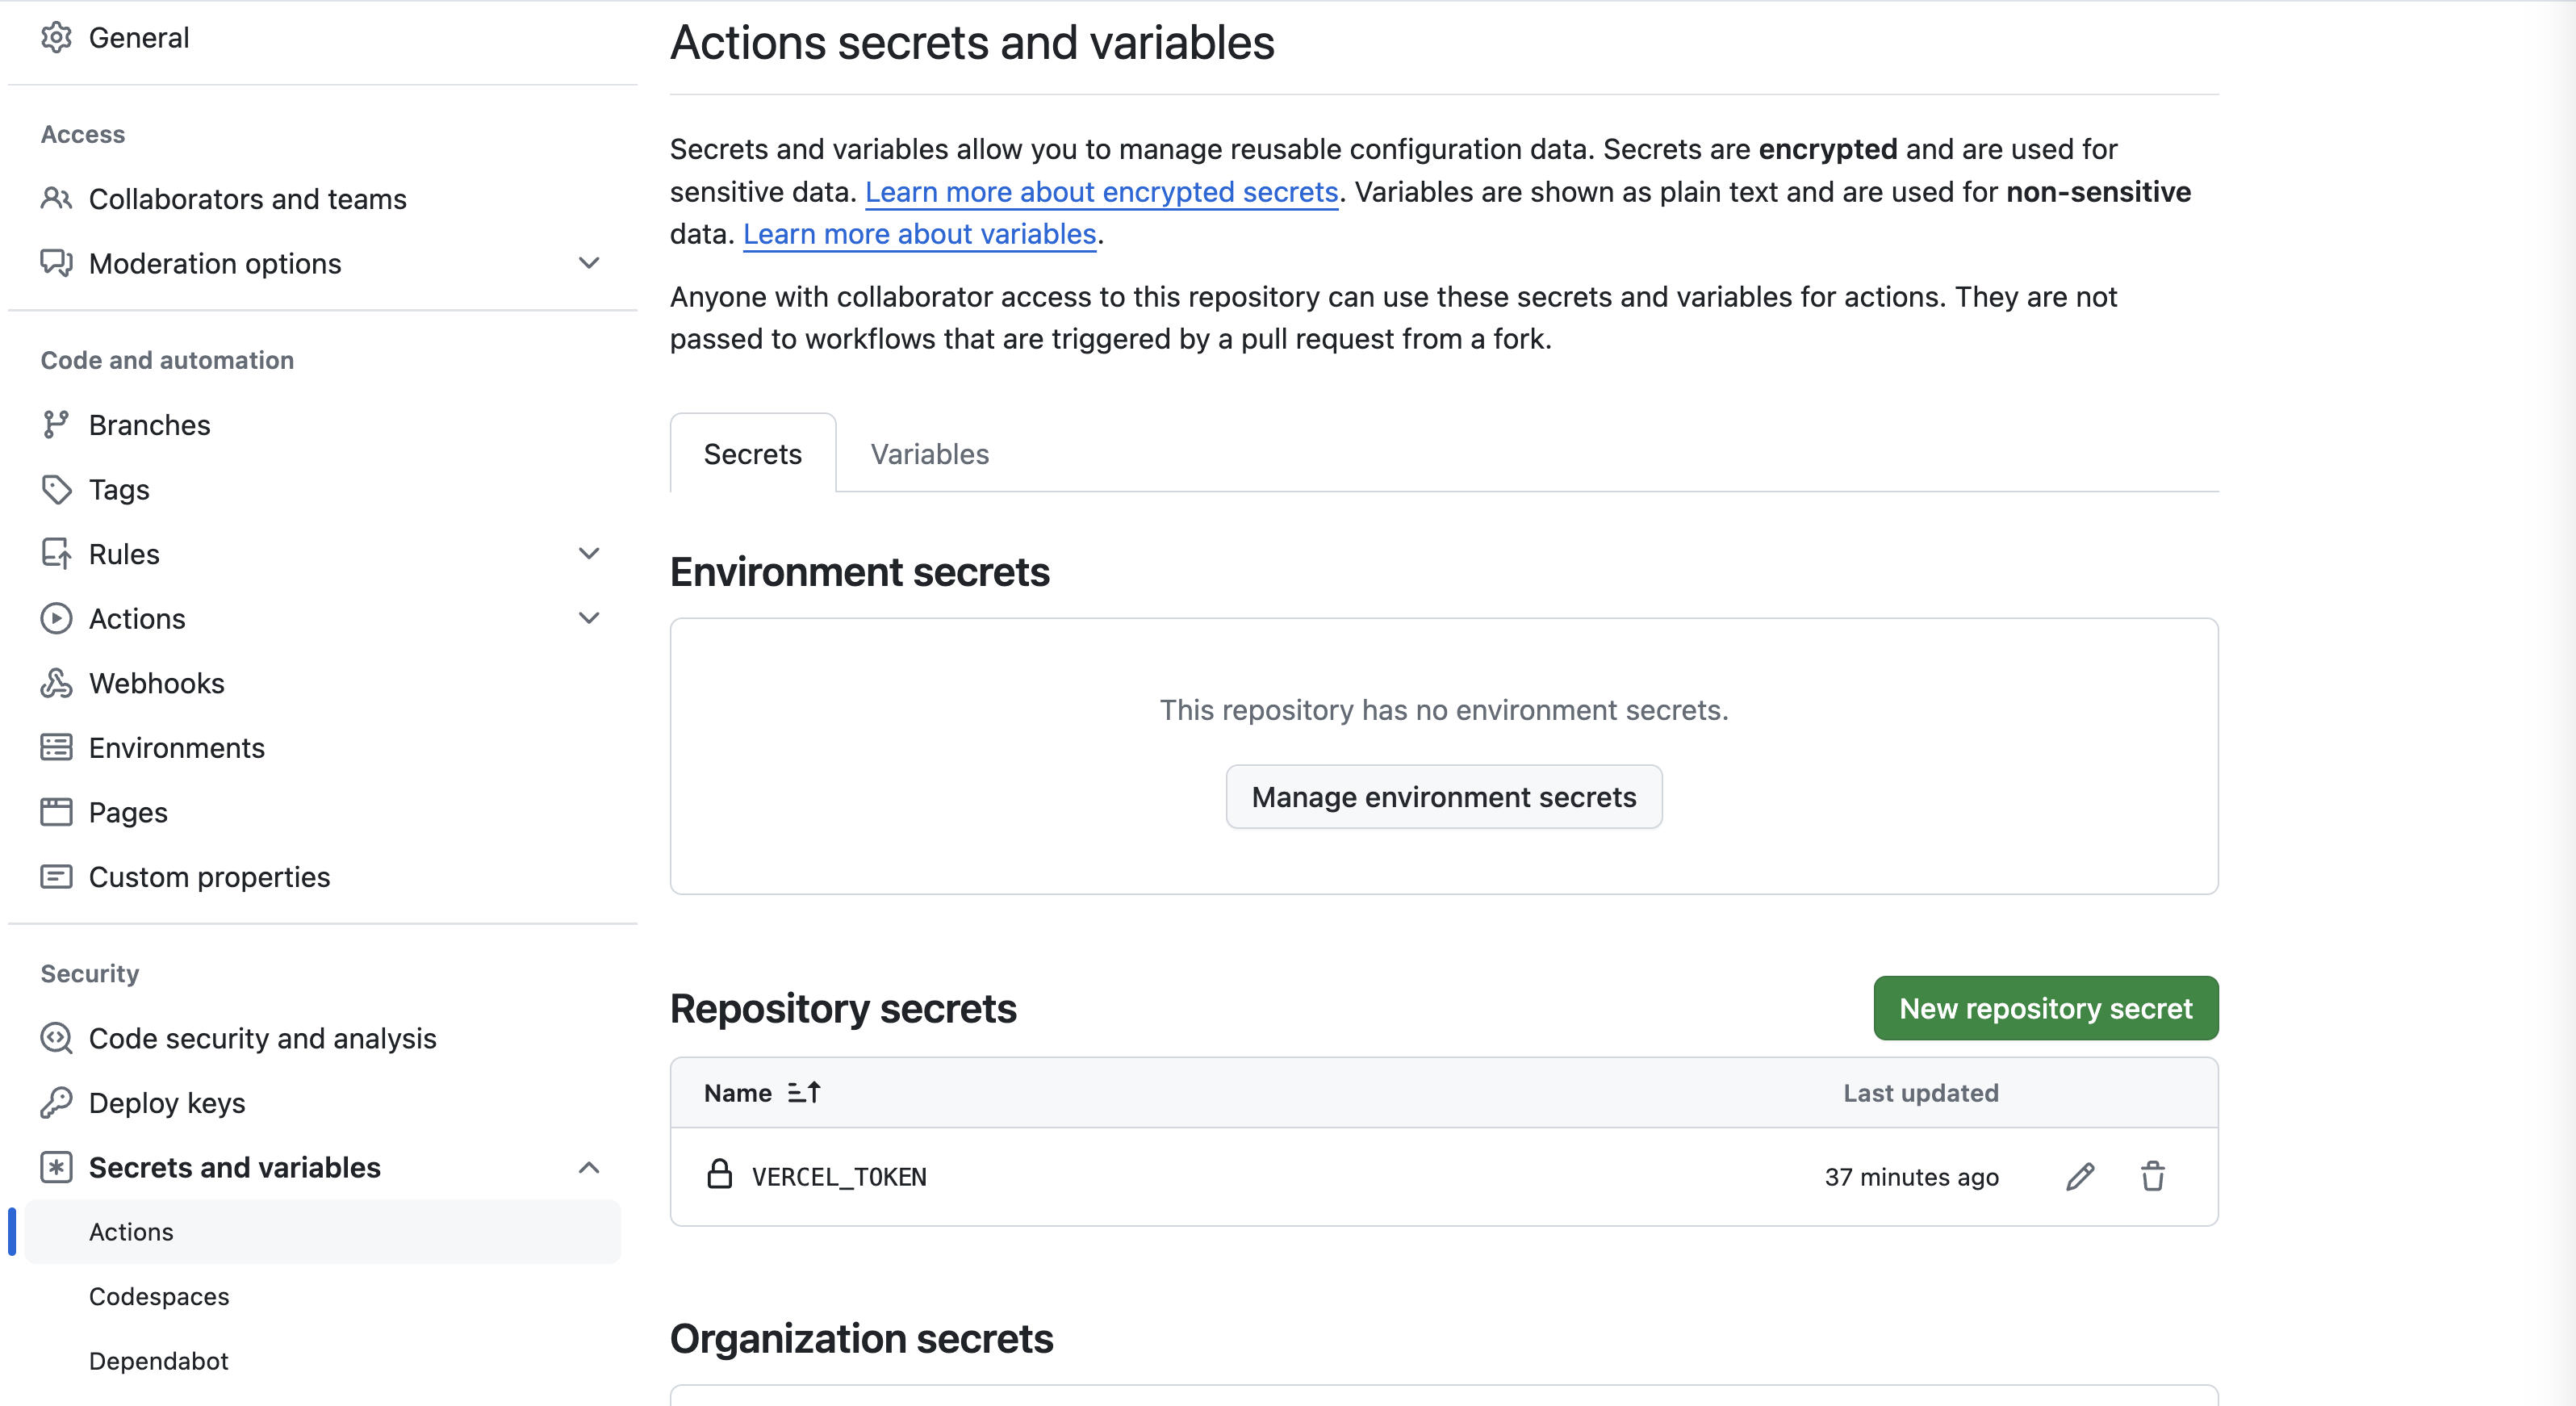 General
Access
Collaborators and teams
Moderation options
Code and automation
Branches
Tags
Rules
Actions
Webhooks
Environments
Pages
Custom properties
Security
Code security and analysis
Deploy keys
Secrets and variables
Actions
Codespaces
Dependabot
Actions secrets and variables
Secrets and variables allow you to manage reusable configuration data. Secrets are encrypted and are used for
sensitive data. Learn more about encrypted secrets. Variables are shown as plain text and are used for non-sensitive
data. Learn more about variables.
Anyone with collaborator access to this repository can use these secrets and variables for actions. They are not
passed to workflows that are triggered by a pull request from a fork.
Secrets Variables
Environment secrets
This repository has no environment secrets.
Manage environment secrets
Repository secrets New repository secret
Name Last updated
VERCEL_TOKEN 37 minutes ago
Organization secrets